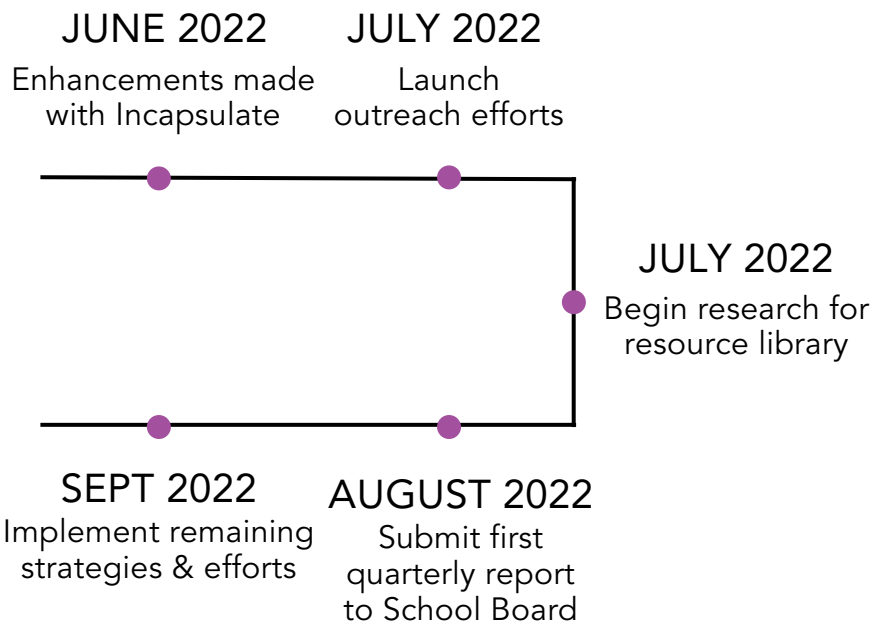 JUNE 2022
Enhancements made
with Incapsulate
JULY 2022
Launch
outreach efforts
JULY 2022
Begin research for
resource library
AUGUST 2022
Submit first
quarterly report
to School Board
SEPT 2022
Implement remaining
strategies & efforts